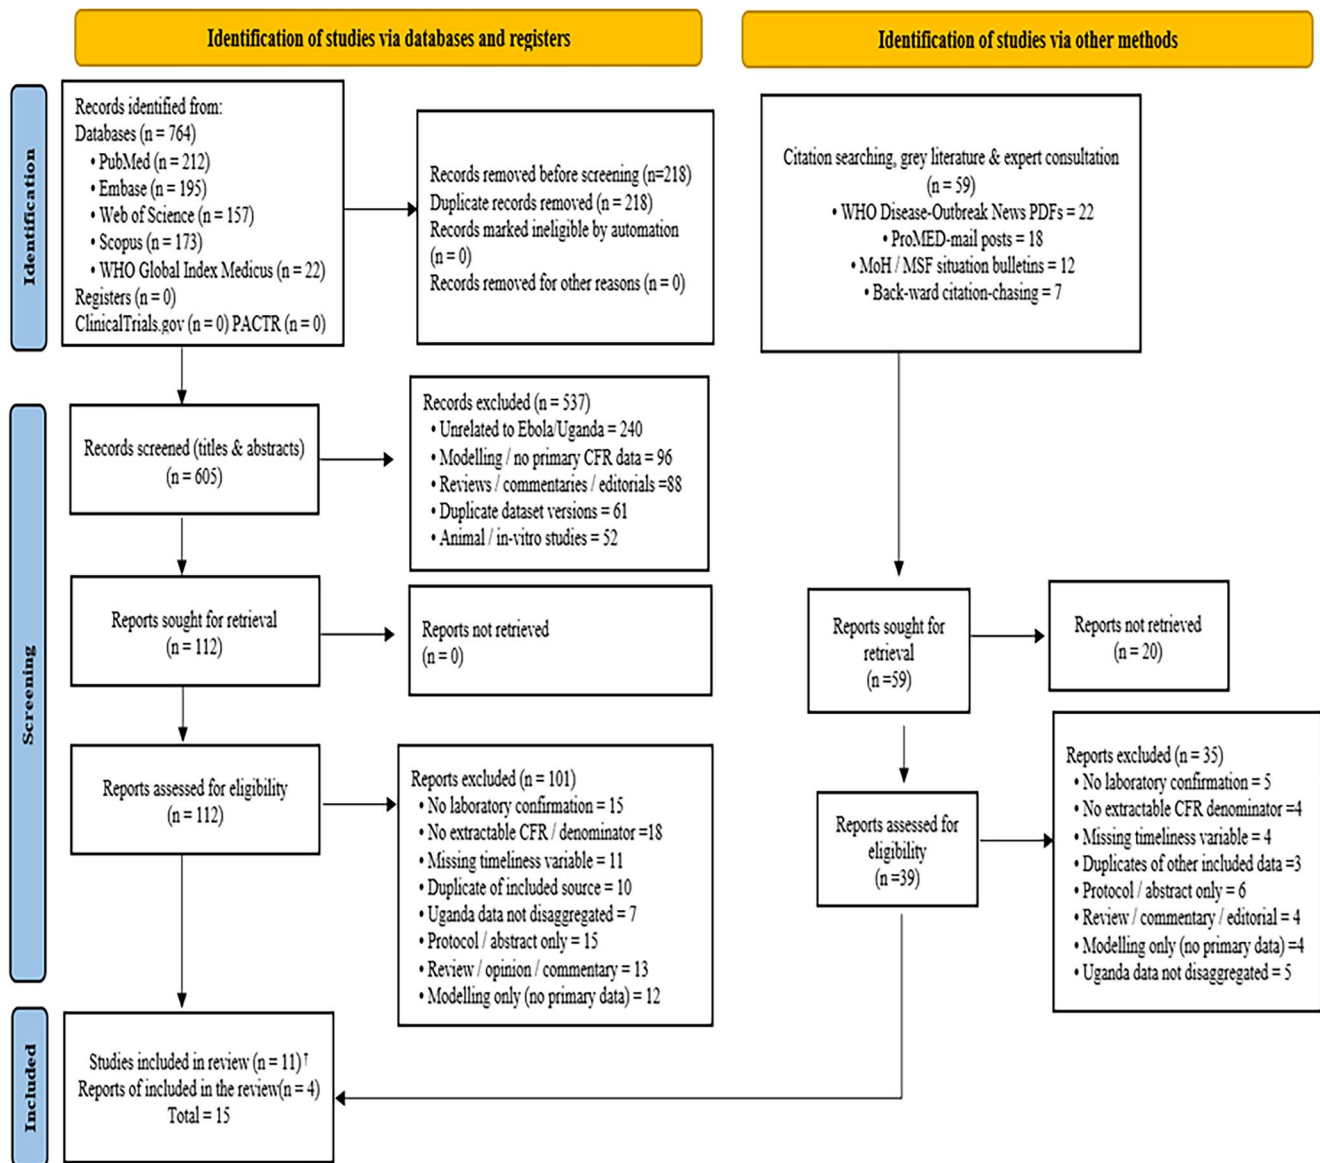 Identification of studies via databases and registers
Identification of studies via other methods
Identification
Records identified from:
Databases (n = 764)
• PubMed (n = 212)
• Embase (n = 195)
• Web of Science (n = 157)
• Scopus (n = 173)
• WHO Global Index Medicus (n = 22)
Registers (n = 0)
ClinicalTrials.gov (n = 0) PACTR (n = 0)
Records removed before screening (n=218)
Duplicate records removed (n = 218)
Records marked ineligible by automation
(n = 0)
Records removed for other reasons (n = 0)
Citation searching, grey literature & expert consultation
(n = 59)
• WHO Disease-Outbreak News PDFs = 22
• ProMED-mail posts = 18
• MoH / MSF situation bulletins = 12
• Back-ward citation-chasing = 7
Screening
Records screened (titles & abstracts)
(n = 605)
Records excluded (n = 537)
• Unrelated to Ebola/Uganda = 240
• Modelling / no primary CFR data = 96
• Reviews / commentaries / editorials =88
• Duplicate dataset versions = 61
• Animal / in-vitro studies = 52
Reports sought for retrieval
(n = 112)
Reports not retrieved
(n = 0)
Reports sought for
retrieval
(n =59)
Reports not retrieved
(n = 20)
Reports assessed for eligibility
(n = 112)
Reports excluded (n = 101)
• No laboratory confirmation = 15
• No extractable CFR / denominator =18
• Missing timeliness variable = 11
• Duplicate of included source = 10
• Uganda data not disaggregated = 7
• Protocol / abstract only = 15
• Review / opinion / commentary = 13
• Modelling only (no primary data) = 12
Reports assessed for
eligibility
(n =39)
Reports excluded (n = 35)
• No laboratory confirmation = 5
• No extractable CFR denominator =4
• Missing timeliness variable = 4
• Duplicates of other included data =3
• Protocol / abstract only = 6
• Review / commentary / editorial = 4
• Modelling only (no primary data) =4
• Uganda data not disaggregated = 5
Included
Studies included in review (n = 11)†
Reports of included in the review(n = 4)
Total = 15